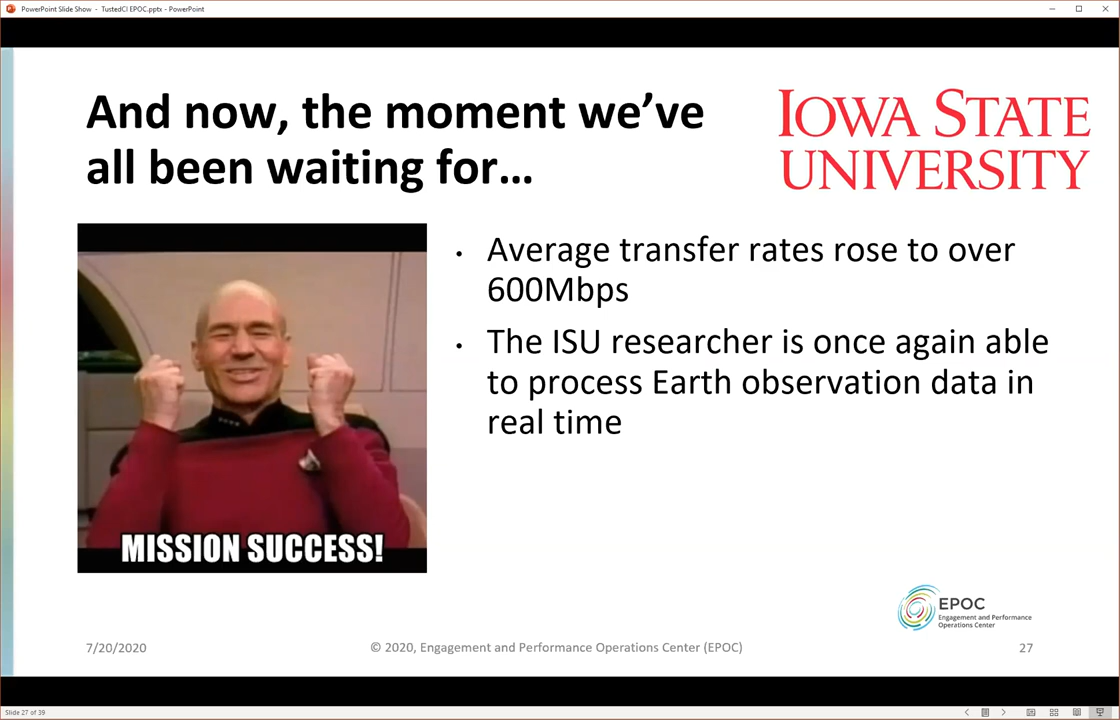 PowerPoint Slide Show - TustedCI EPOC.pptx - PowerPoint
And now, the moment we've
all been waiting for...
IOWA STATE
UNIVERSITY
• Average transfer rates rose to over
600Mbps
• The ISU researcher is once again able
to process Earth observation data in
real time
MISSION SUCCESS!
EPOC
Engagement and Performance
Operations Center
7/20/2020
© 2020, Engagement and Performance Operations Center (EPOC)
27
Slide 27 of 39